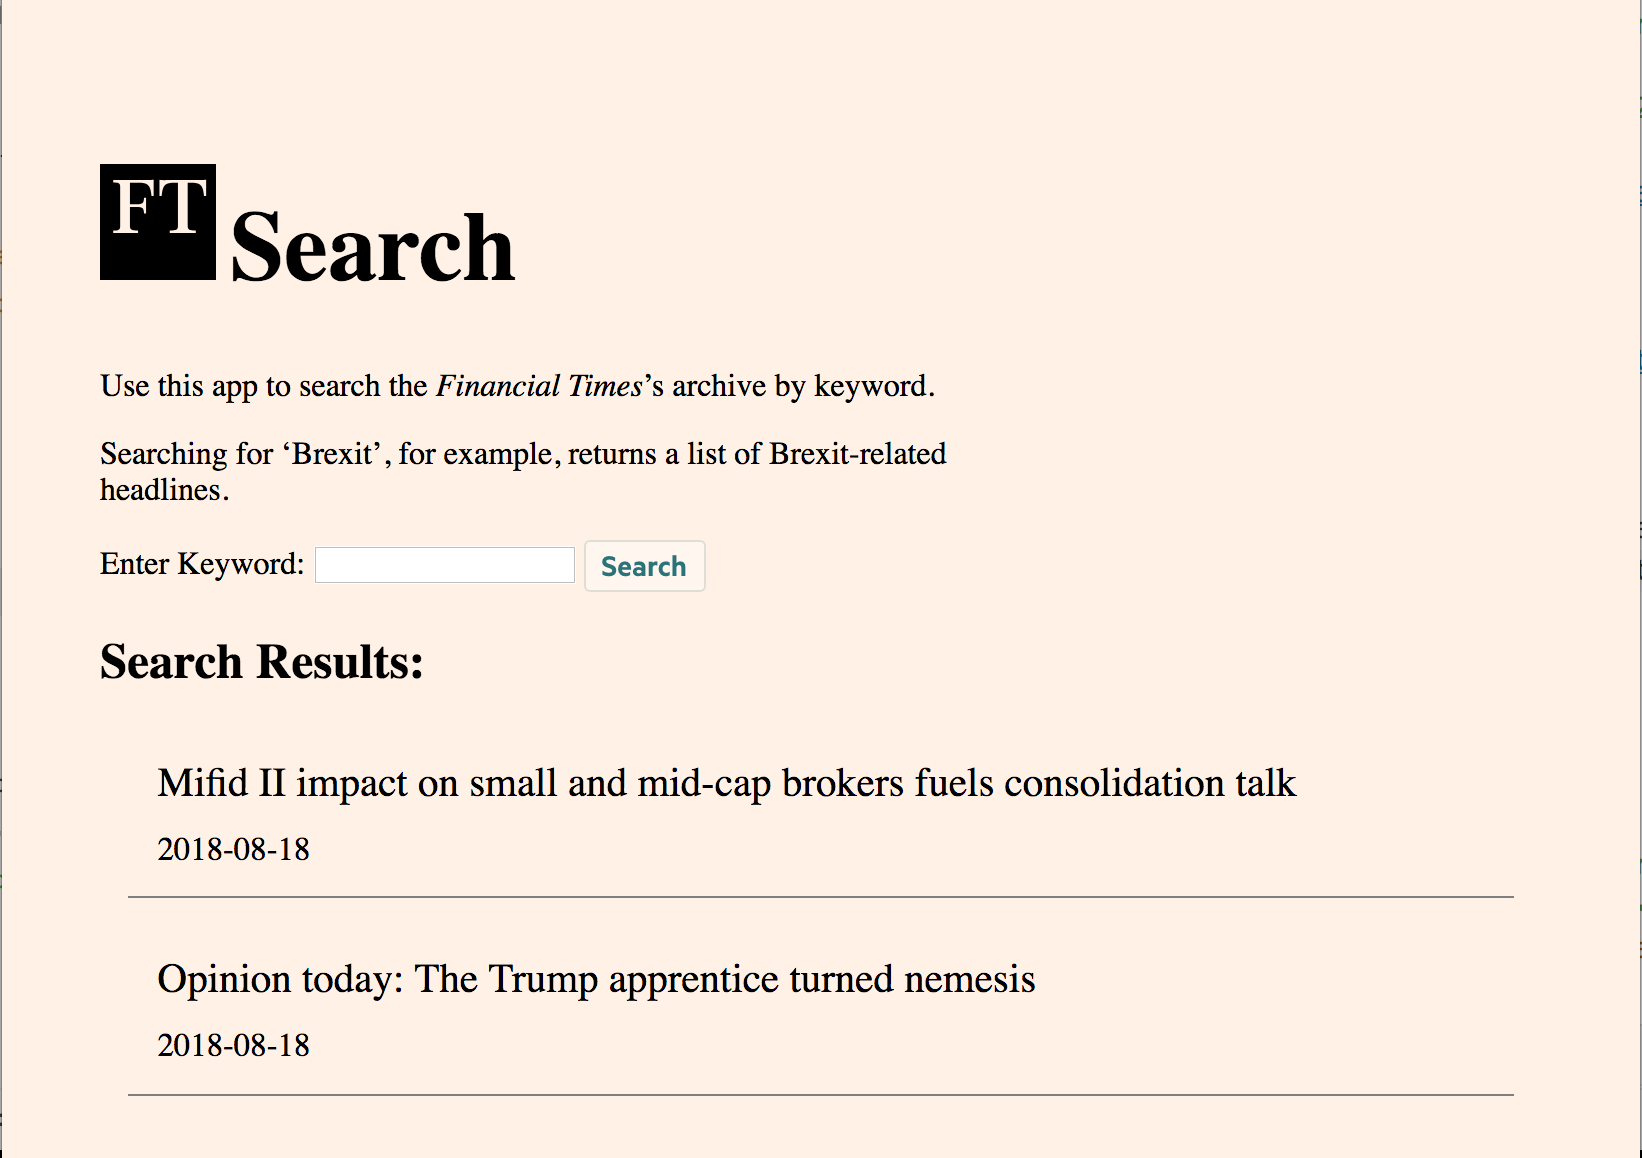 FT Search
Use this app to search the Financial Times’s archive by keyword.
Searching for ‘Brexit’, for example, returns a list of Brexit-related
headlines.
Enter Keyword: Search
Search Results:
Mifid II impact on small and mid-cap brokers fuels consolidation talk
2018-08-18
Opinion today: The Trump apprentice turned nemesis
2018-08-18